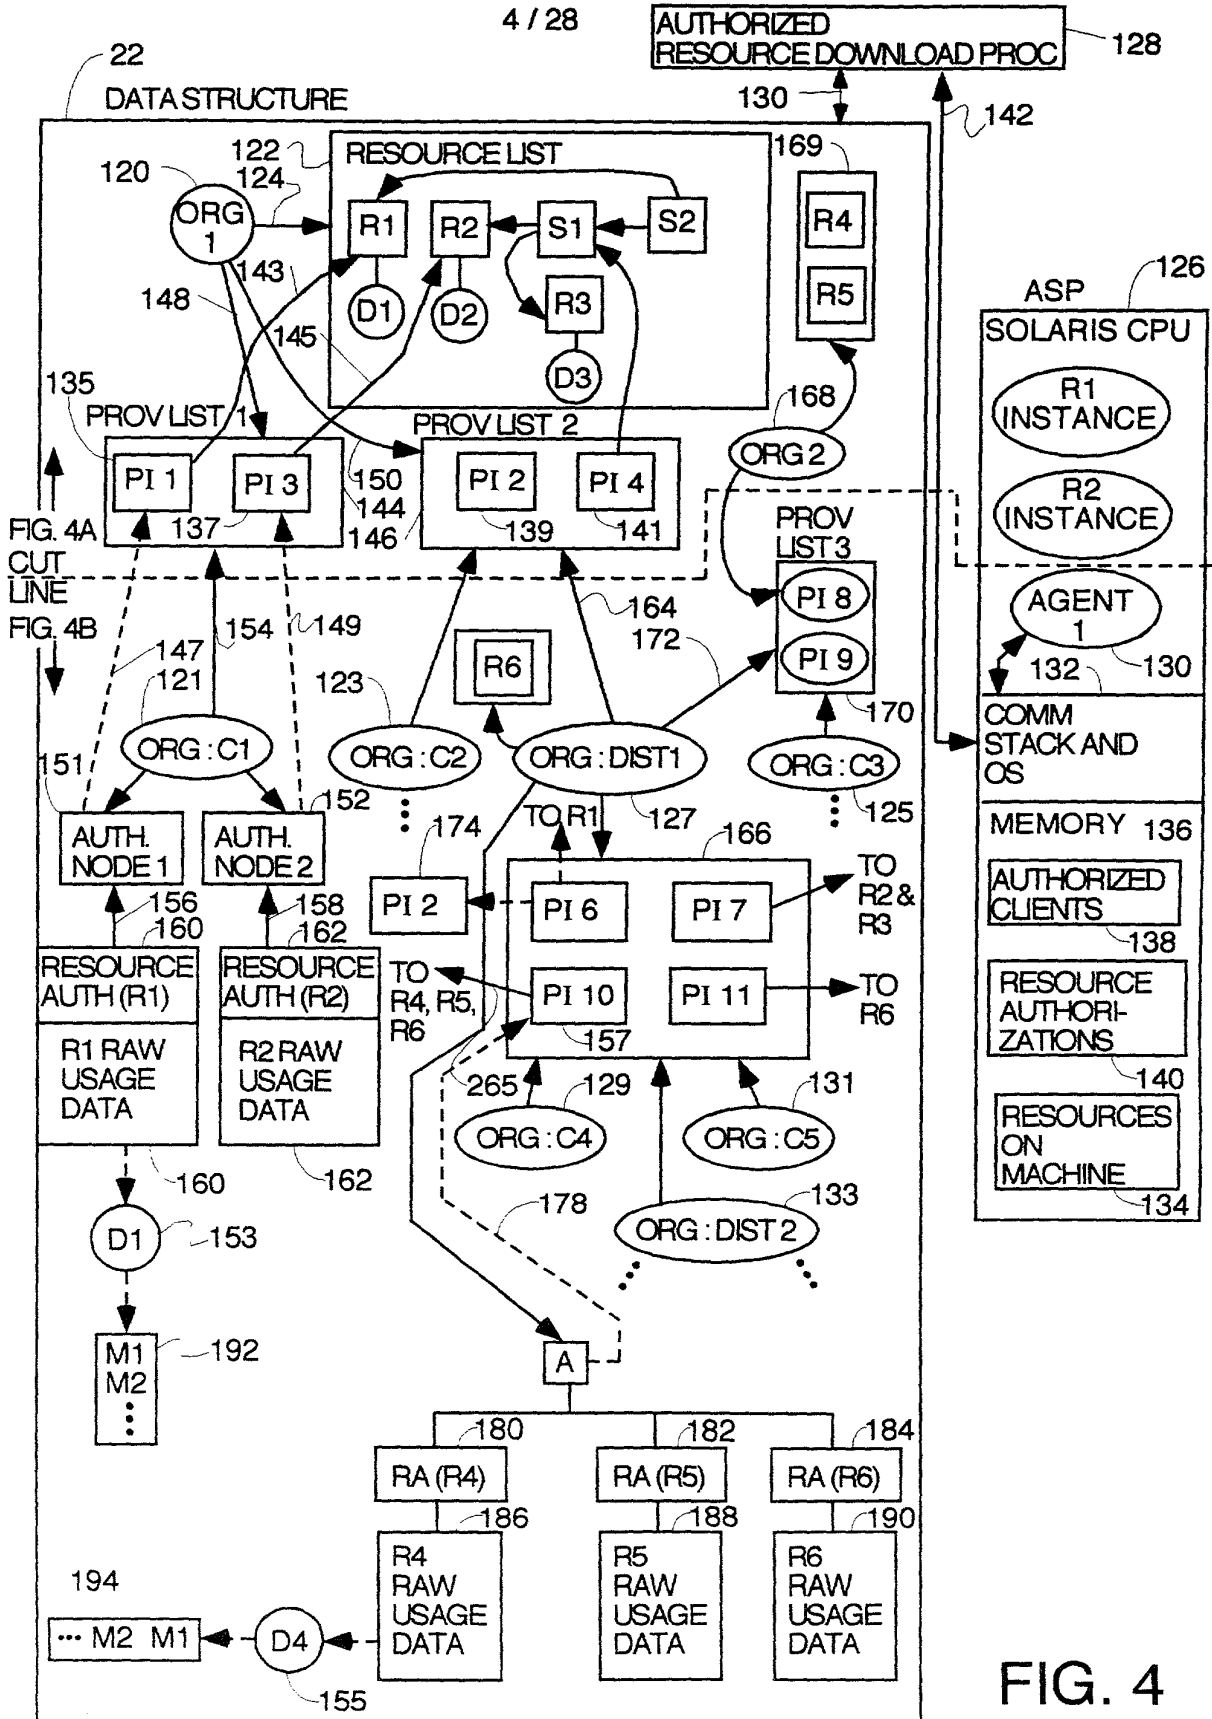 4 / 28
AUTHORIZED
RESOURCE DOWNLOAD PROC
128
22
DATA STRUCTURE
130
142
122
RESOURCE LIST
169
120
124
ORG
1
R1
R2
S1
S2
R4
R5
143
148
D1
D2
R3
D3
145
126
ASP
SOLARIS CPU
R1
INSTANCE
R2
INSTANCE
135
PROV LIST 1
PROV LIST 2
168
ORG 2
PI 1
PI 3
PI 2
PI 4
150
144
137
146
139
141
PROV
LIST 3
FIG. 4A
CUT
LINE
FIG. 4B
PI 8
PI 9
AGENT
1
130
132
164
172
154
149
147
121
123
R6
170
ORG : C1
ORG : C2
ORG : DIST1
ORG : C3
COMM
STACK AND
OS
151
152
125
127
TO R1
174
166
AUTH.
NODE 1
AUTH.
NODE 2
MEMORY 136
AUTHORIZED
CLIENTS
138
156
158
160
162
PI 2
PI 6
PI 7
TO
R2 &
R3
RESOURCE
AUTH (R1)
RESOURCE
AUTH (R2)
TO
R4, R5,
R6
PI 10
PI 11
TO
R6
157
RESOURCE
AUTHORI-
ZATIONS
140
R1 RAW
USAGE
DATA
R2 RAW
USAGE
DATA
265
129
131
ORG : C4
ORG : C5
RESOURCES
ON
MACHINE
134
160
162
178
133
ORG : DIST 2
D1
153
M1
M2
•••
192
A
180
182
184
RA (R4)
RA (R5)
RA (R6)
186
188
190
R4
RAW
USAGE
DATA
R5
RAW
USAGE
DATA
R6
RAW
USAGE
DATA
194
••• M2 M1
D4
155
FIG. 4